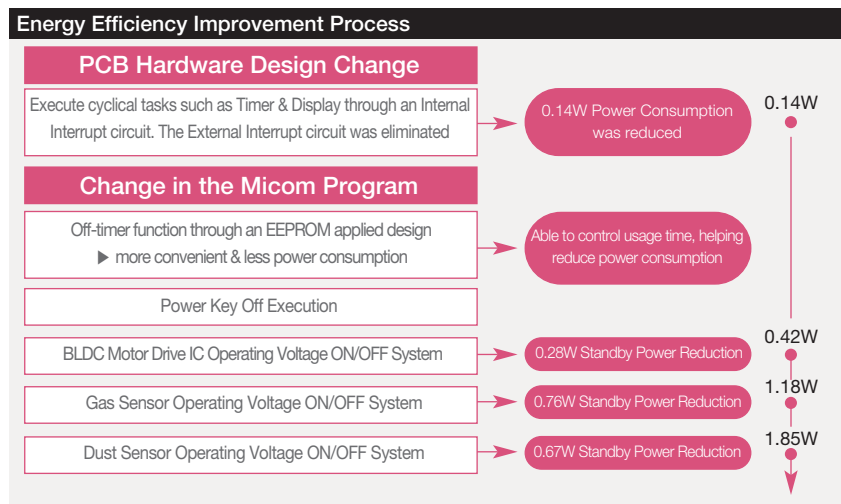 Energy Efficiency Improvement Process
PCB Hardware Design Change
Execute cyclical tasks such as Timer & Display through an Internal
Interrupt circuit. The External Interrupt circuit was eliminated
0.14W Power Consumption
was reduced
0.14W
Change in the Micom Program
Off-timer function through an EEPROM applied design
▶ more convenient & less power consumption
Able to control usage time, helping
reduce power consumption
Power Key Off Execution
BLDC Motor Drive IC Operating Voltage ON/OFF System
0.28W Standby Power Reduction
0.42W
Gas Sensor Operating Voltage ON/OFF System
0.76W Standby Power Reduction
1.18W
Dust Sensor Operating Voltage ON/OFF System
0.67W Standby Power Reduction
1.85W